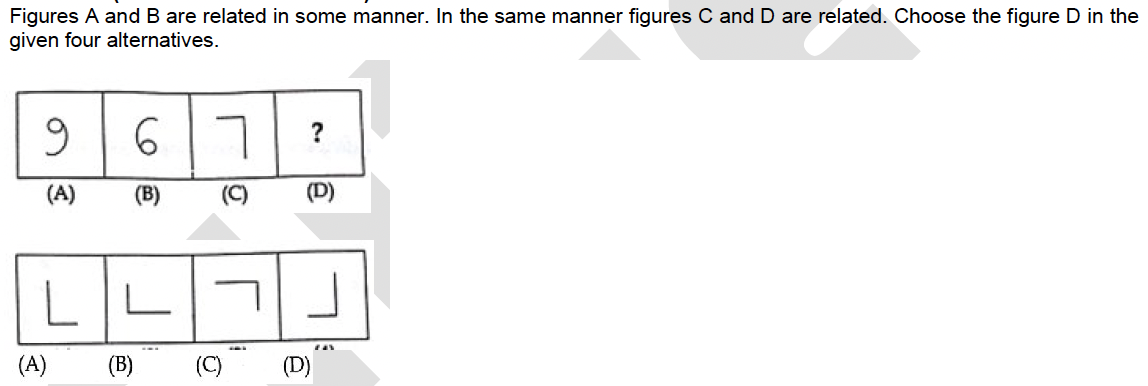 Figures A and B are related in some manner. In the same manner figures C and D are related. Choose the figure D in the
given four alternatives.
9 6 ?
(A) (B) (C) (D)
(A) (B) (C) (D)